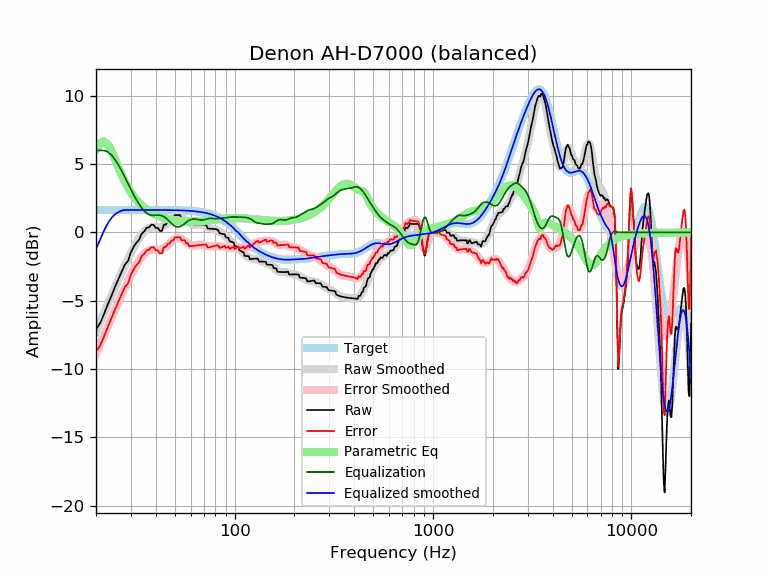 Denon AH-D7000 (balanced)
10
5
0
−5
−10
−15
−20
Amplitude (dBr)
Target
Raw Smoothed
Error Smoothed
Raw
Error
Parametric Eq
Equalization
Equalized smoothed
100
1000
10000
Frequency (Hz)